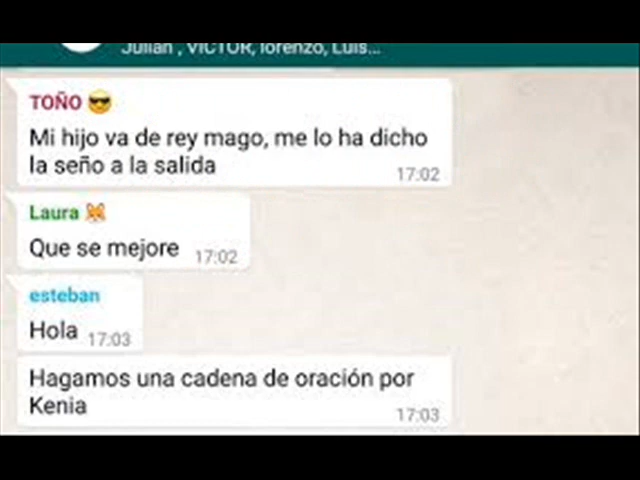 Julian , VICTOR, lorenzo, Luis...
TOÑO 😎
Mi hijo va de rey mago, me lo ha dicho
la seño a la salida
17:02
Laura 🦊
Que se mejore 17:02
esteban
Hola 17:03
Hagamos una cadena de oración por
Kenia
17:03